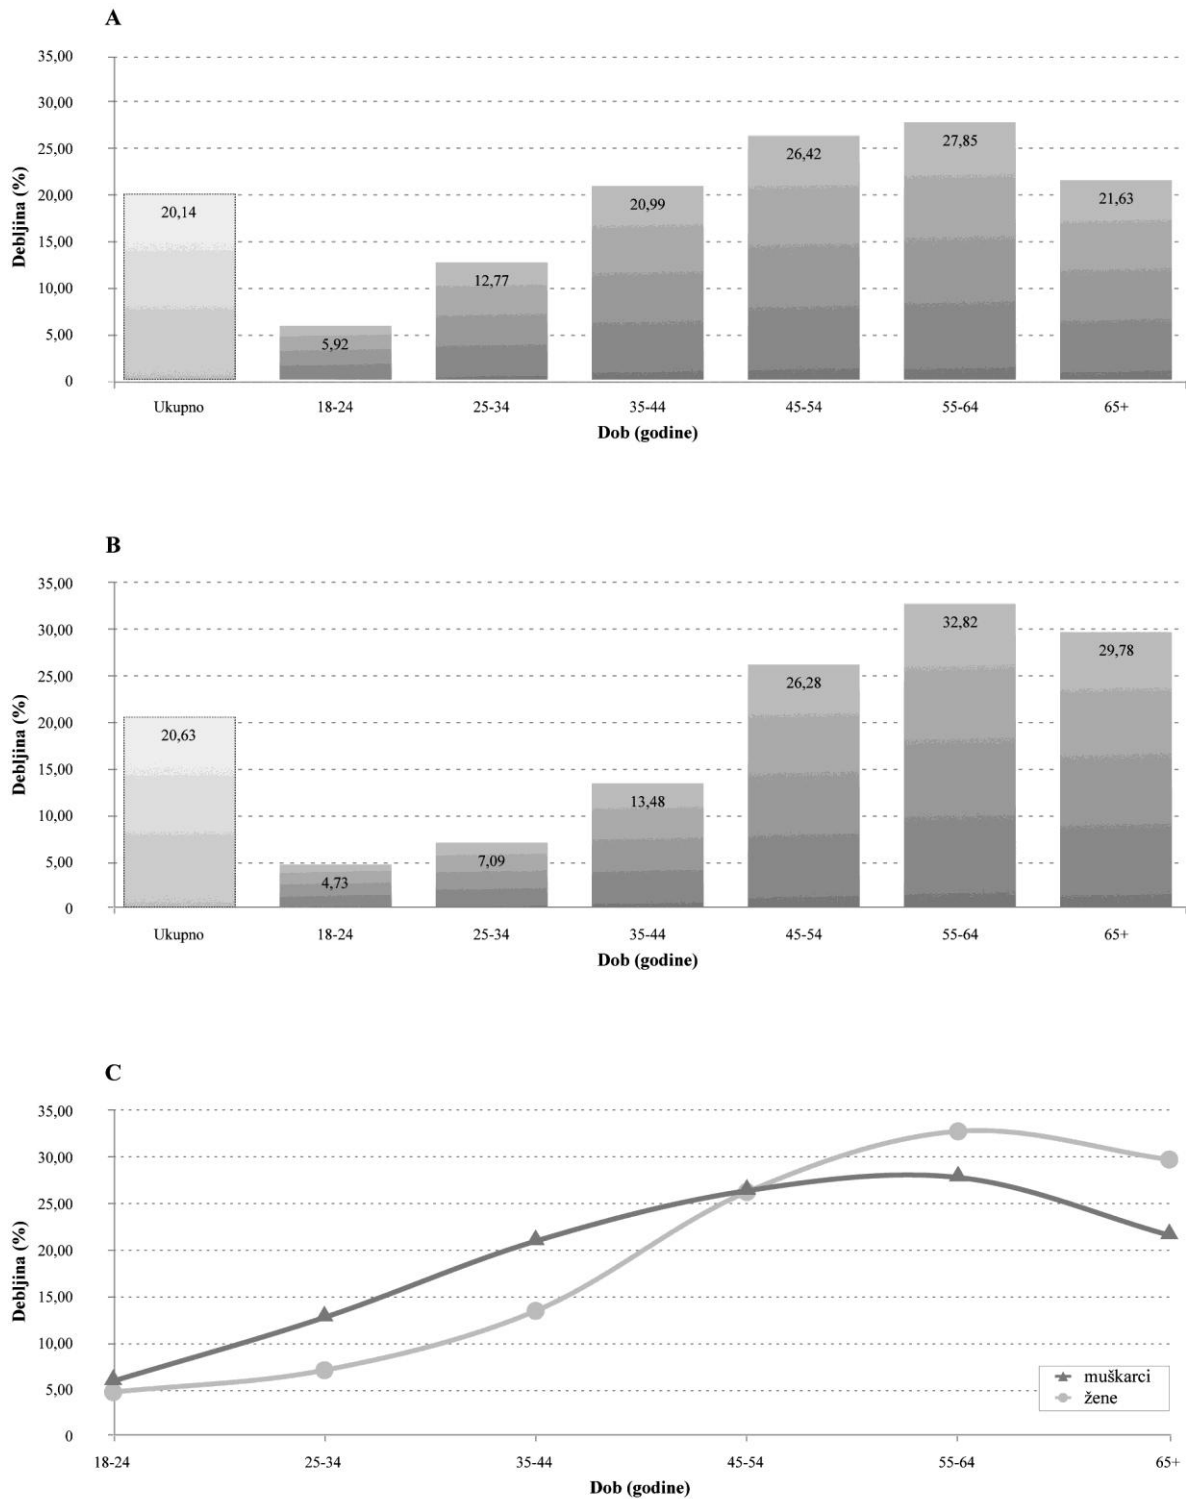 A
35,00
30,00
25,00
20,00
15,00
10,00
5,00
0
Debljina (%)
20,14
5,92
12,77
20,99
26,42
27,85
21,63
Ukupno 18-24 25-34 35-44 45-54 55-64 65+
Dob (godine)
B
35,00
30,00
25,00
20,00
15,00
10,00
5,00
0
Debljina (%)
20,63
4,73
7,09
13,48
26,28
32,82
29,78
Ukupno 18-24 25-34 35-44 45-54 55-64 65+
Dob (godine)
C
35,00
30,00
25,00
20,00
15,00
10,00
5,00
0
Debljina (%)
muškarci
žene
18-24 25-34 35-44 45-54 55-64 65+
Dob (godine)